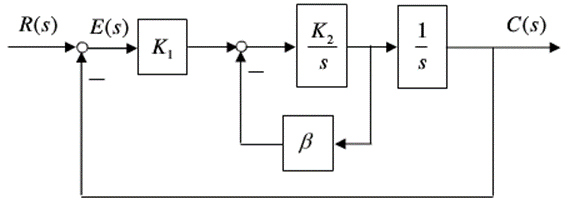 R(s) E(s) K₁ K₂/s 1/s C(s)
− −
β